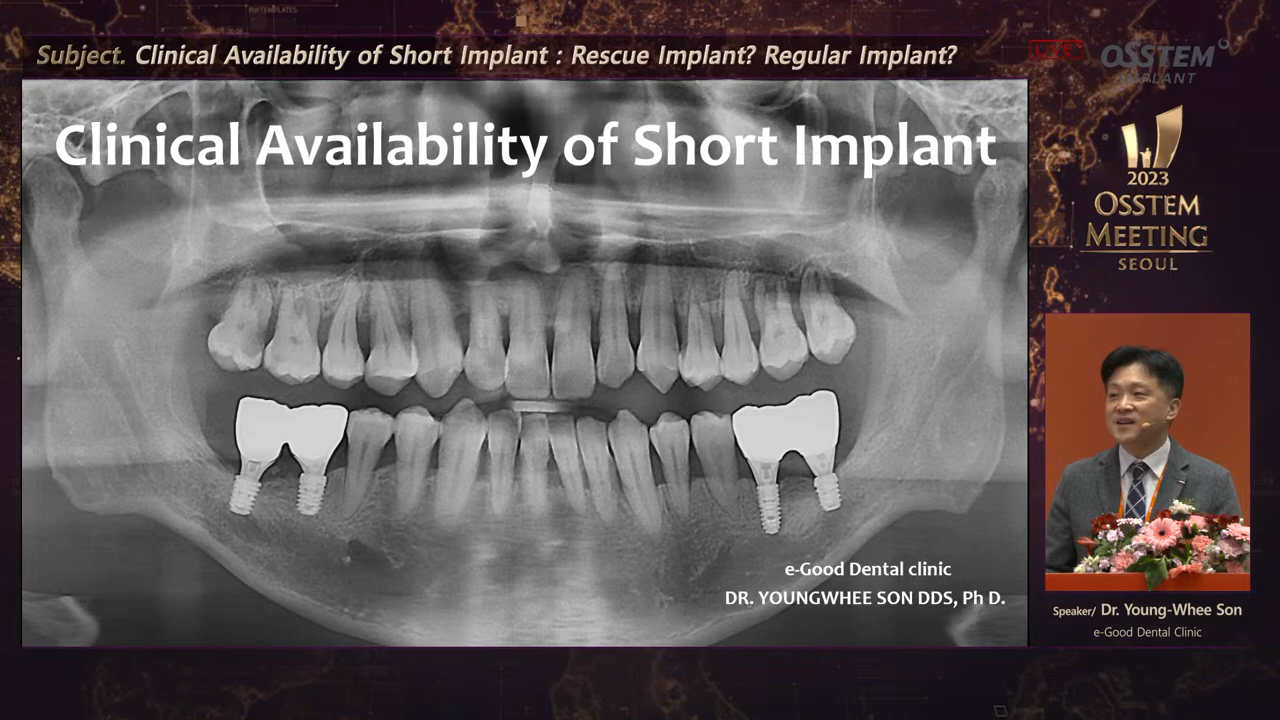 Subject. Clinical Availability of Short Implant : Rescue Implant? Regular Implant?
LIVE
OSSTEM
IMPLANT
Clinical Availability of Short Implant
2023
OSSTEM
MEETING
SEOUL
e-Good Dental clinic
DR. YOUNGWHEE SON DDS, Ph D.
Speaker/ Dr. Young-Whee Son
e-Good Dental Clinic